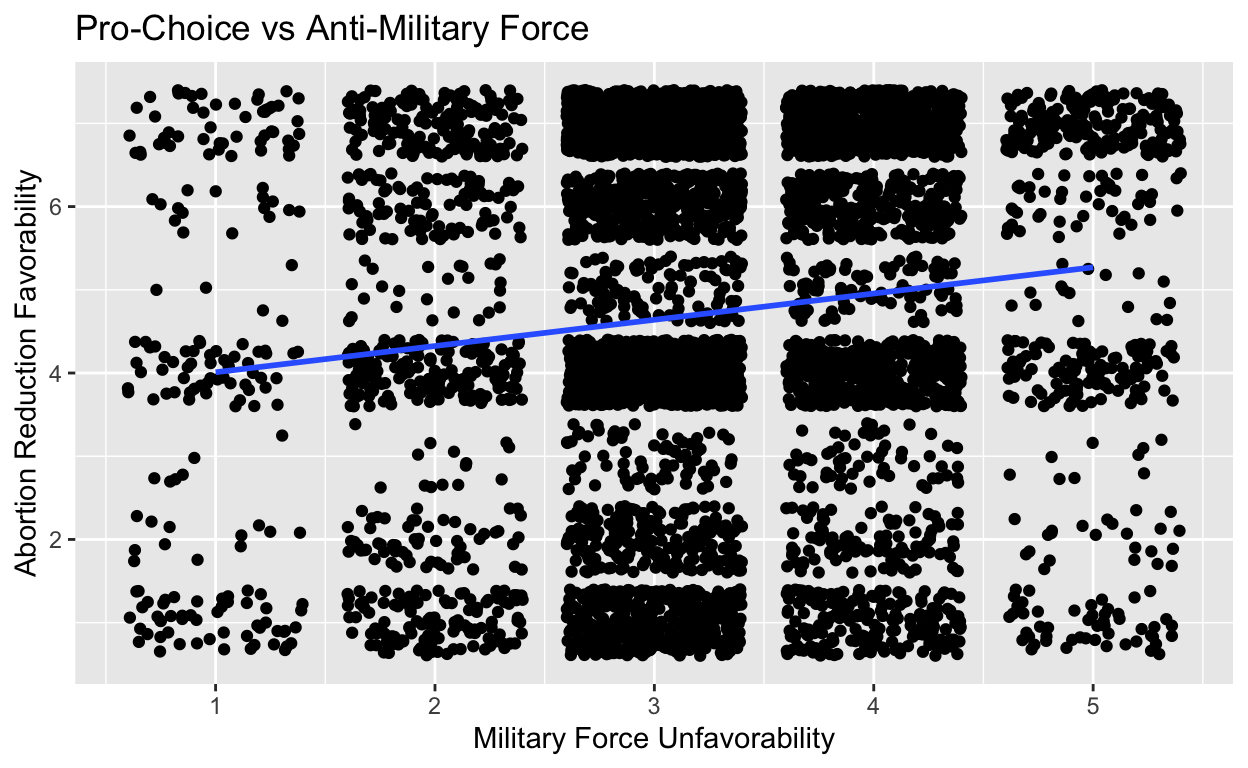 Pro-Choice vs Anti-Military Force
Abortion Reduction Favorability
6
4
2
1 2 3 4 5
Military Force Unfavorability